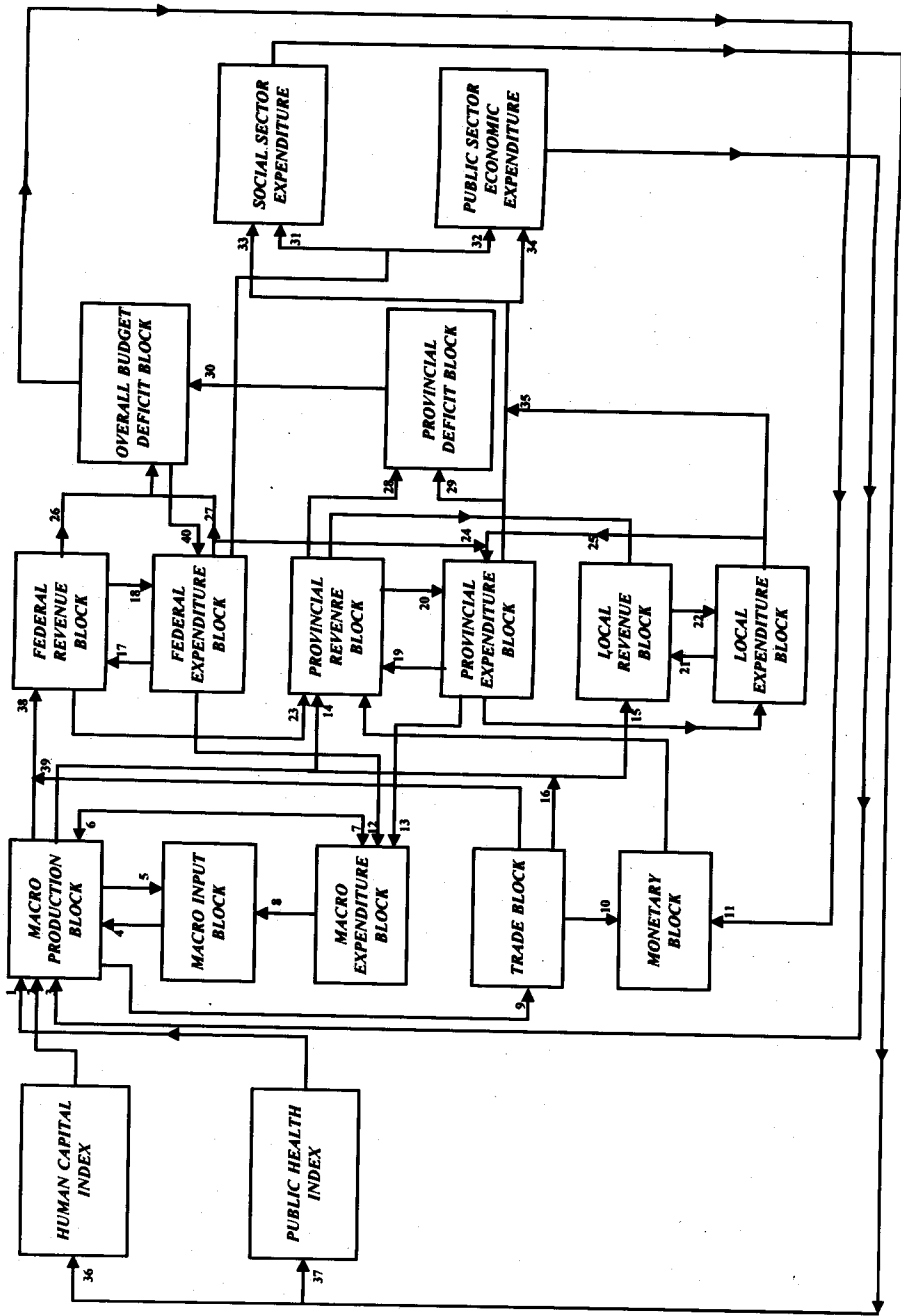 HUMAN CAPITAL
INDEX
36
PUBLIC HEALTH
INDEX
37
1
3
MACRO
PRODUCTION
BLOCK
4
5
6
MACRO INPUT
BLOCK
8
MACRO
EXPENDITURE
BLOCK
7
12
13
9
TRADE BLOCK
10
16
MONETARY
BLOCK
11
38
39
FEDERAL
REVENUE
BLOCK
17
18
FEDERAL
EXPENDITURE
BLOCK
26
40
27
23
14
PROVINCIAL
REVENRE
BLOCK
19
20
PROVINCIAL
EXPENDITURE
BLOCK
24
25
15
LOCAL
REVENUE
BLOCK
21
22
LOCAL
EXPENDITURE
BLOCK
OVERALL BUDGET
DEFICIT BLOCK
30
PROVINCIAL
DEFICIT BLOCK
28
29
35
SOCIAL SECTOR
EXPENDITURE
33
31
PUBLIC SECTOR
ECONOMIC
EXPENDITURE
32
34